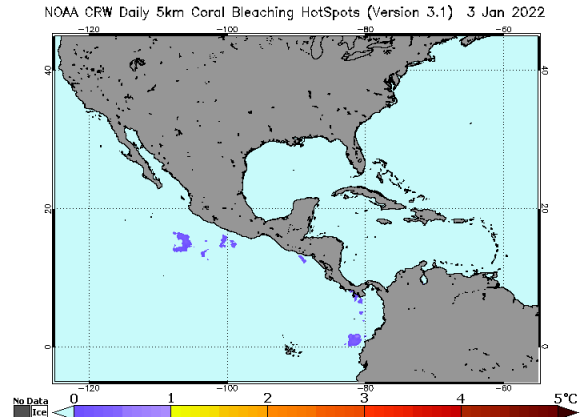 NOAA CRW Daily 5km Coral Bleaching HotSpots (Version 3.1) 3 Jan 2022
-120 -100 -80 -60
40 40
20 20
0 0
-120 -100 -80 -60
No Data
Ice 0 1 2 3 4 5°C